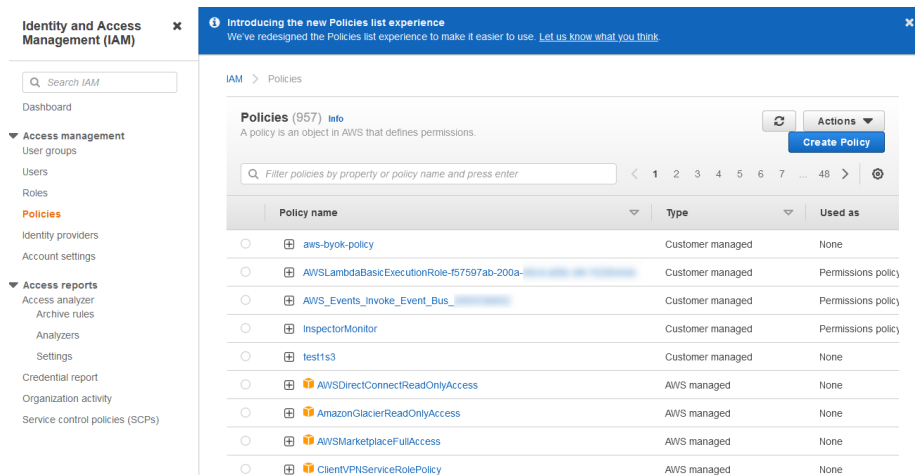 Identity and Access
Management (IAM)
Search IAM
Dashboard
Access management
User groups
Users
Roles
Policies
Identity providers
Account settings
Access reports
Access analyzer
Archive rules
Analyzers
Settings
Credential report
Organization activity
Service control policies (SCPs)
Introducing the new Policies list experience
We've redesigned the Policies list experience to make it easier to use. Let us know what you think.
IAM > Policies
Policies (957) Info
A policy is an object in AWS that defines permissions.
Actions
Create Policy
Filter policies by property or policy name and press enter
< 1 2 3 4 5 6 7 ... 48 >
Policy name Type Used as
aws-byok-policy Customer managed None
AWSLambdaBasicExecutionRole-f57597ab-200a- Customer managed Permissions policy
AWS_Events_Invoke_Event_Bus_ Customer managed Permissions policy
InspectorMonitor Customer managed Permissions policy
test1s3 Customer managed None
AWSDirectConnectReadOnlyAccess AWS managed None
AmazonGlacierReadOnlyAccess AWS managed None
AWSMarketplaceFullAccess AWS managed None
ClientVPNServiceRolePolicy AWS managed None